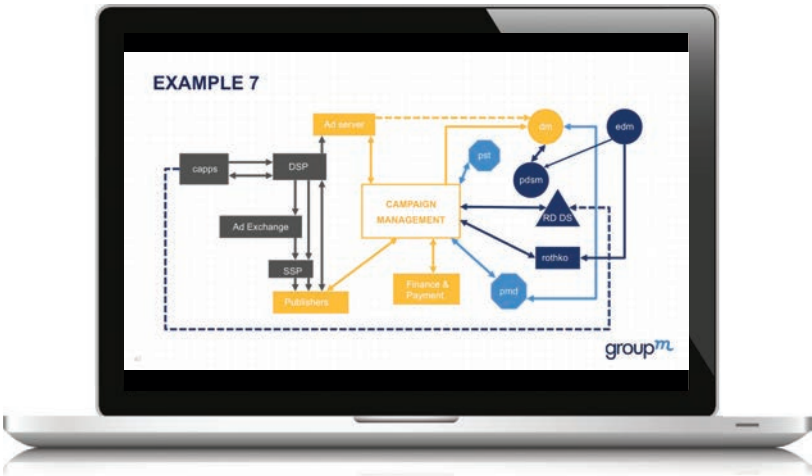 EXAMPLE 7
Ad server
dm
edm
pst
capps
DSP
pdsm
CAMPAIGN
MANAGEMENT
RD DS
Ad Exchange
rothko
SSP
Finance &
Payment
pmd
Publishers
groupm